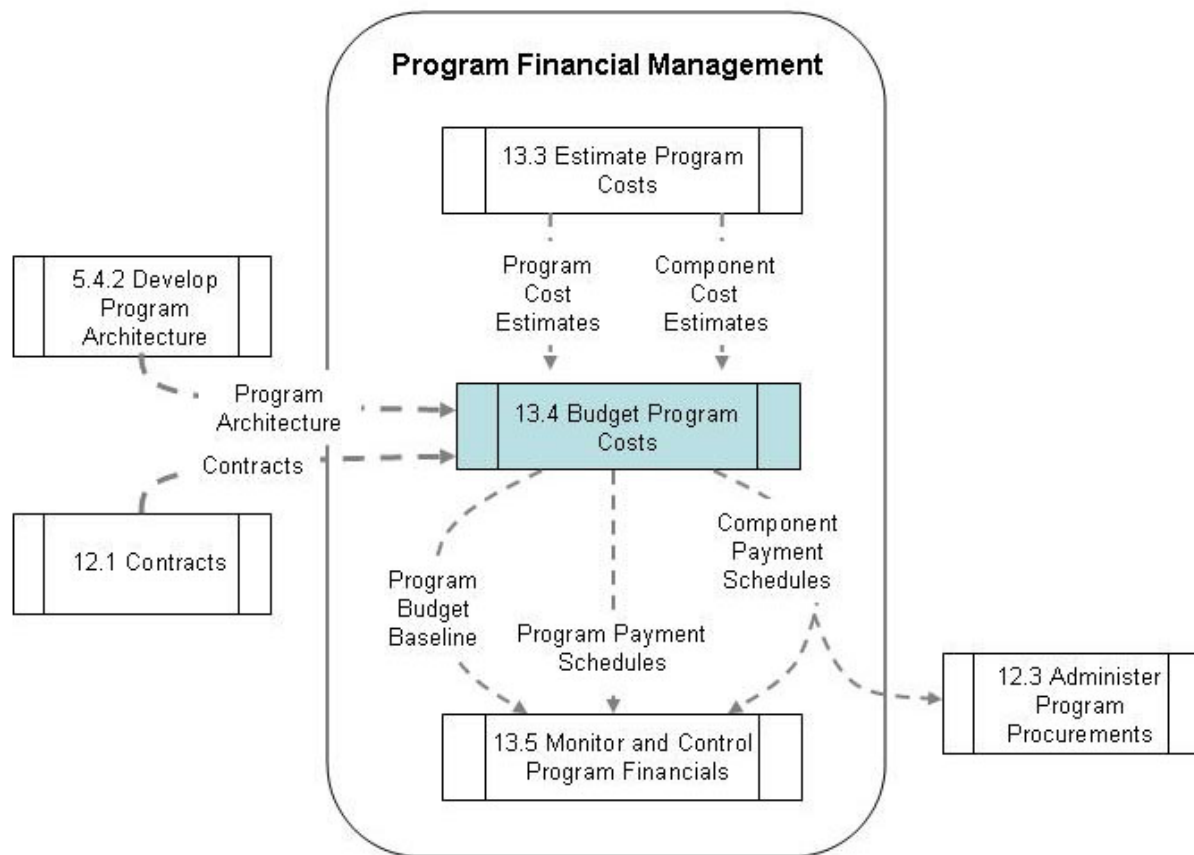 Program Financial Management
13.3 Estimate Program
Costs
Program
Cost
Estimates
Component
Cost
Estimates
5.4.2 Develop
Program
Architecture
Program
Architecture
13.4 Budget Program
Costs
Contracts
12.1 Contracts
Program
Budget
Baseline
Program Payment
Schedules
Component
Payment
Schedules
13.5 Monitor and Control
Program Financials
12.3 Administer
Program
Procurements